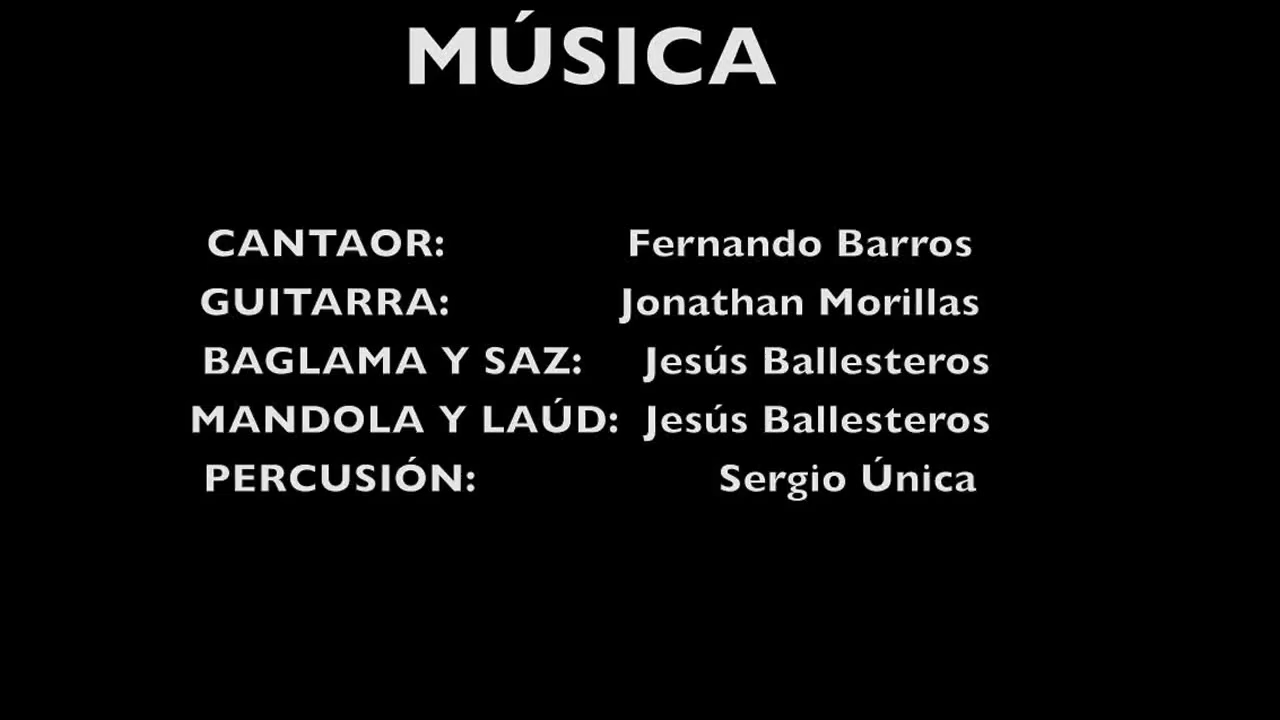 MÚSICA
CANTAOR: Fernando Barros
GUITARRA: Jonathan Morillas
BAGLAMA Y SAZ: Jesús Ballesteros
MANDOLA Y LAÚD: Jesús Ballesteros
PERCUSIÓN: Sergio Única